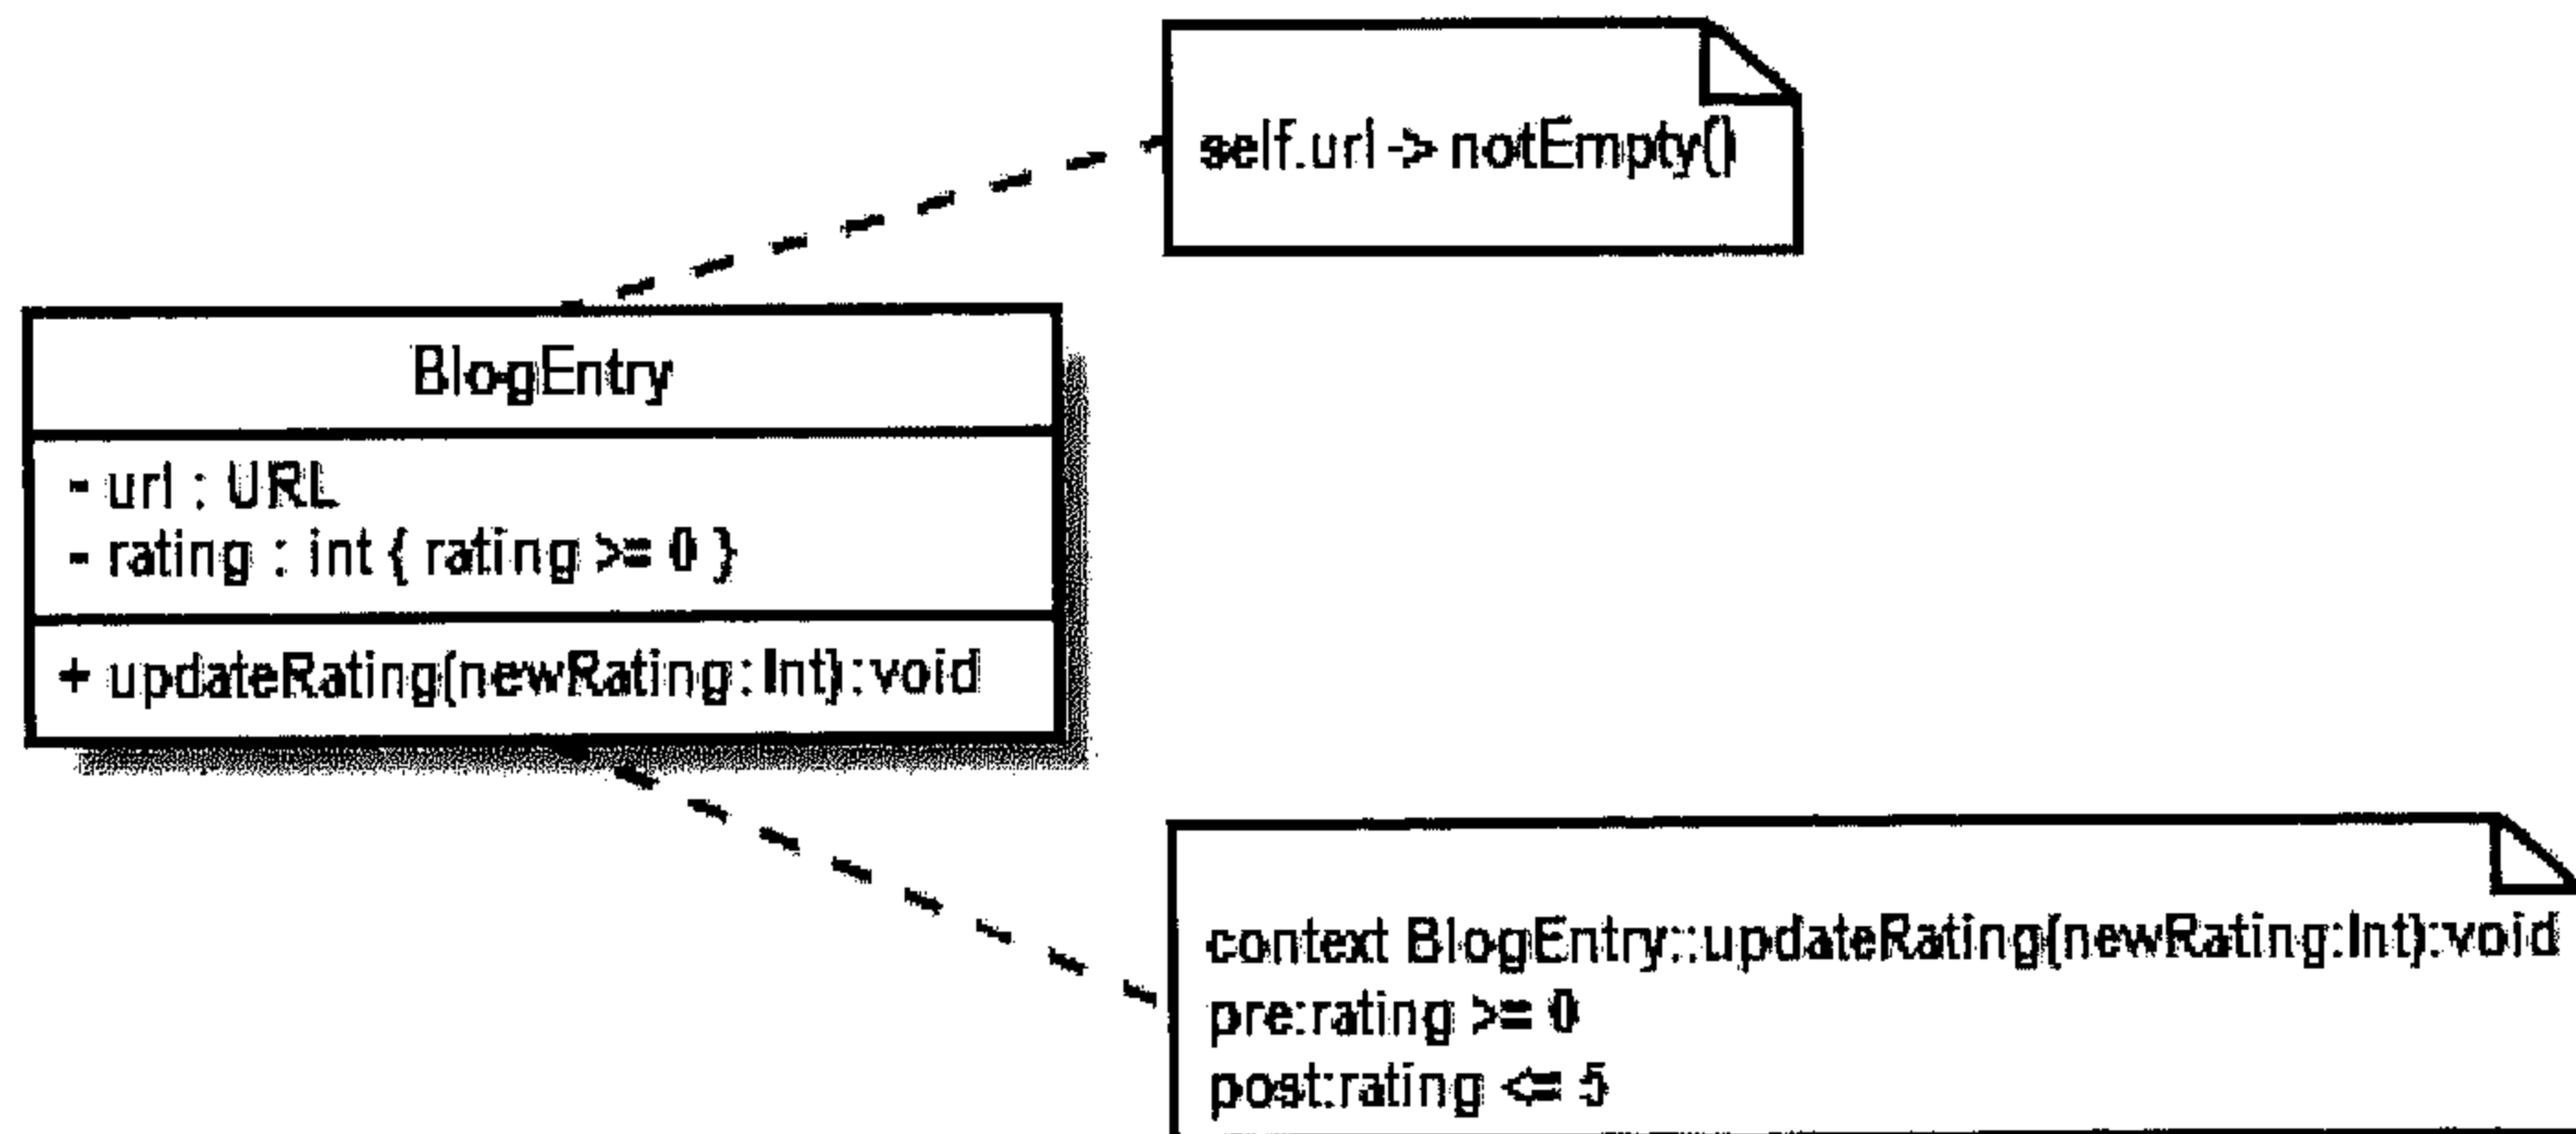 self.url -> notEmpty()
BlogEntry
- url : URL
- rating : int { rating >= 0 }
+ updateRating(newRating:Int):void
context BlogEntry::updateRating(newRating:Int):void
pre:rating >= 0
post:rating <= 5